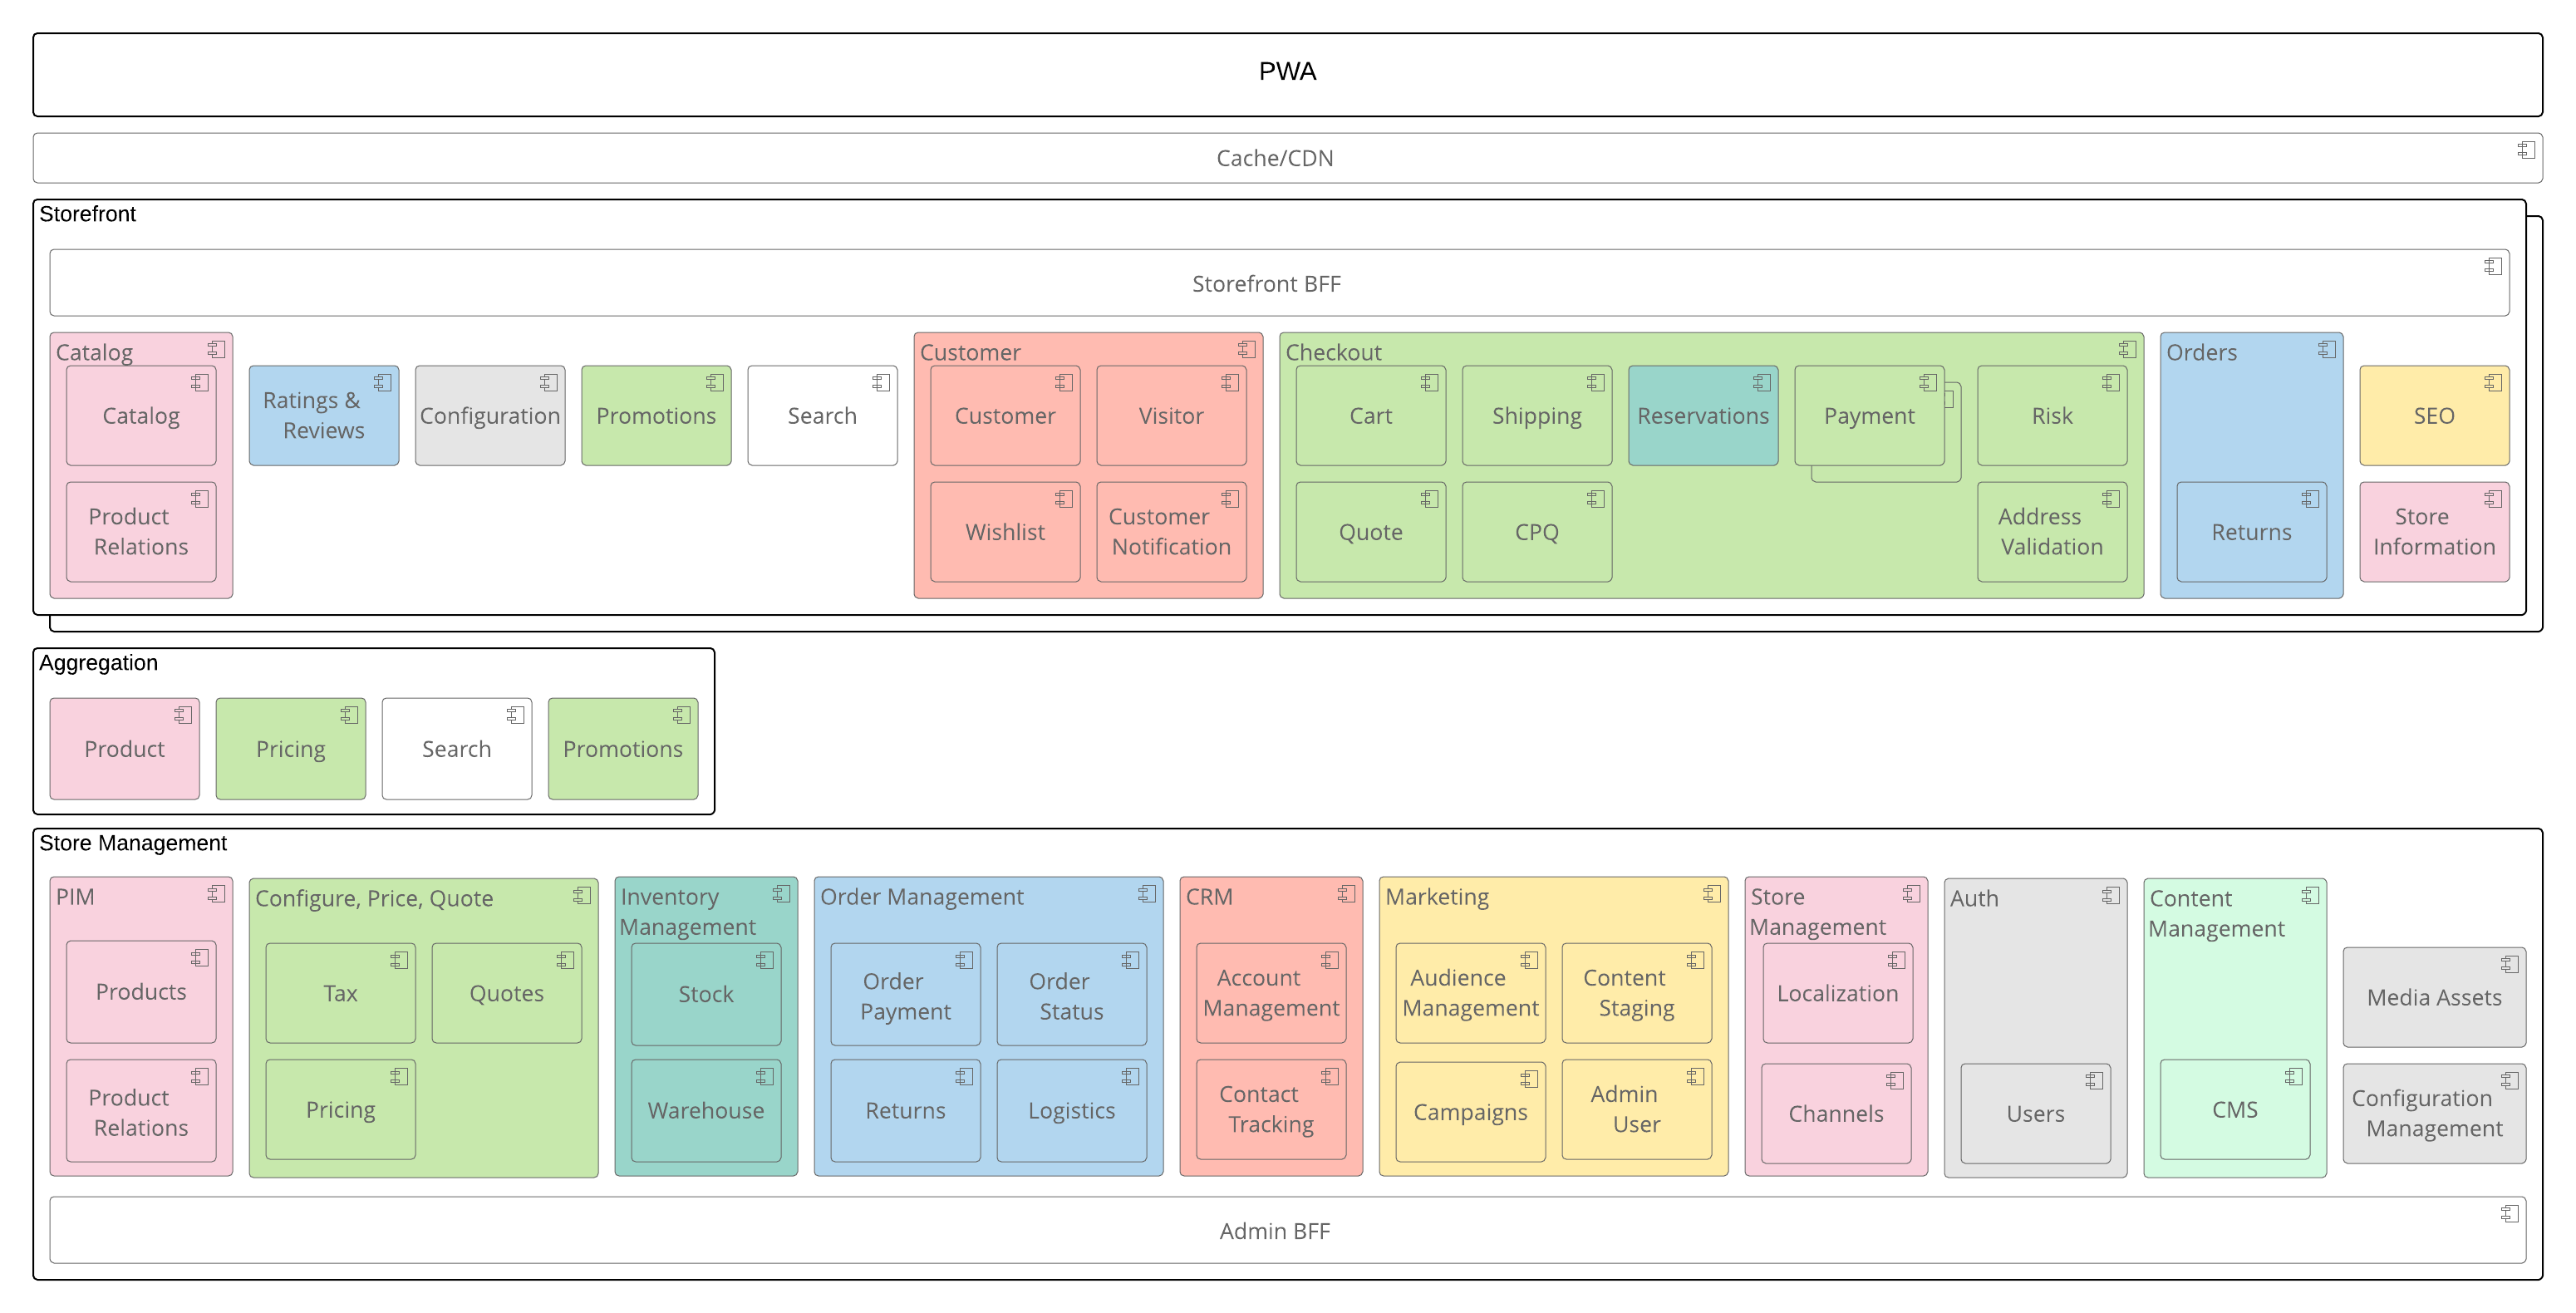 PWA
Cache/CDN
Storefront
Storefront BFF
Catalog
Catalog
Product
Relations
Ratings &
Reviews
Configuration
Promotions
Search
Customer
Customer
Visitor
Wishlist
Customer
Notification
Checkout
Cart
Shipping
Reservations
Payment
Risk
Quote
CPQ
Address
Validation
Orders
Returns
SEO
Store
Information
Aggregation
Product
Pricing
Search
Promotions
Store Management
PIM
Products
Product
Relations
Configure, Price, Quote
Tax
Quotes
Pricing
Inventory
Management
Stock
Warehouse
Order Management
Order
Payment
Order
Status
Returns
Logistics
CRM
Account
Management
Contact
Tracking
Marketing
Audience
Management
Content
Staging
Campaigns
Admin
User
Store
Management
Localization
Channels
Auth
Users
Content
Management
CMS
Media Assets
Configuration
Management
Admin BFF